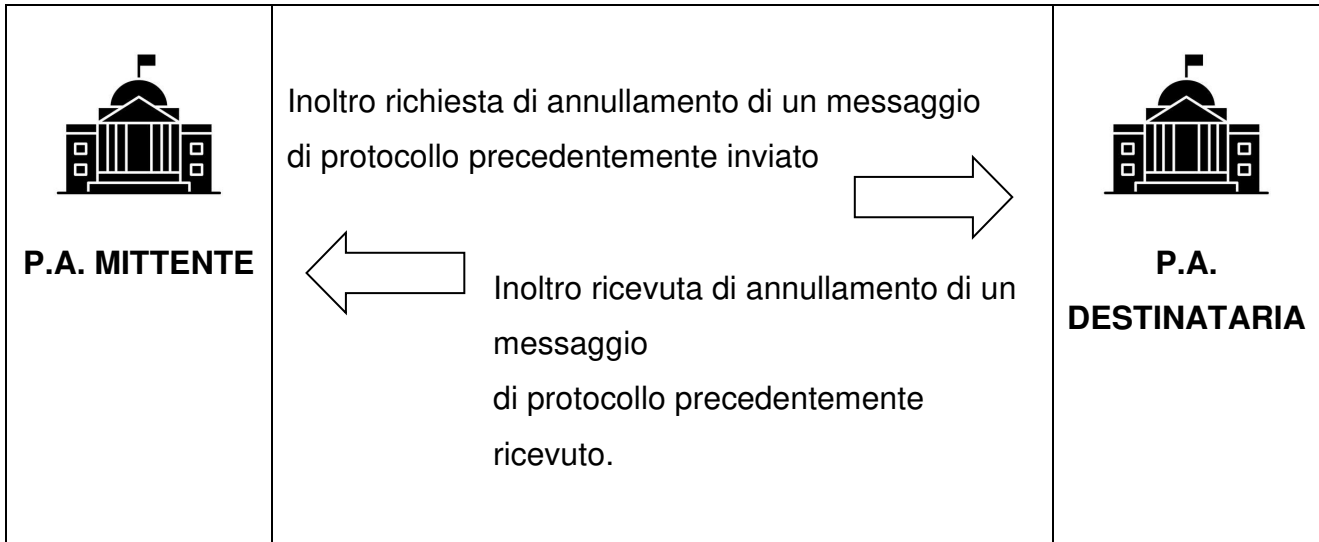 Inoltro richiesta di annullamento di un messaggio
di protocollo precedentemente inviato
P.A. MITTENTE
Inoltro ricevuta di annullamento di un
messaggio
di protocollo precedentemente
ricevuto.
P.A.
DESTINATARIA